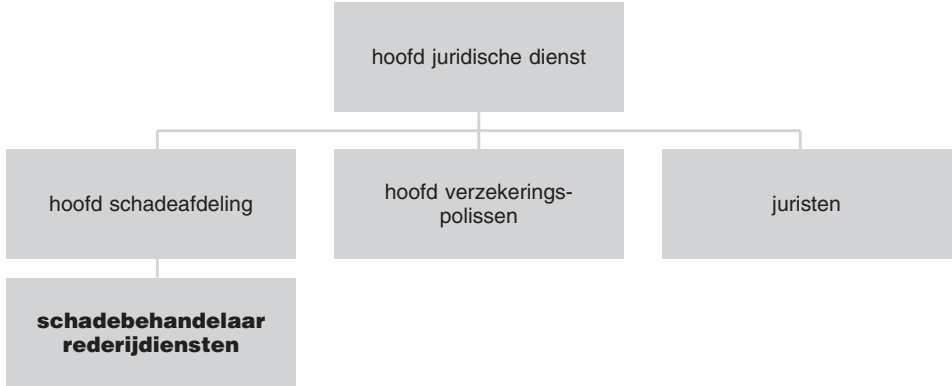 hoofd juridische dienst
hoofd schadeafdeling
hoofd verzekerings-
polissen
juristen
schadebehandelaar
rederijdiensten